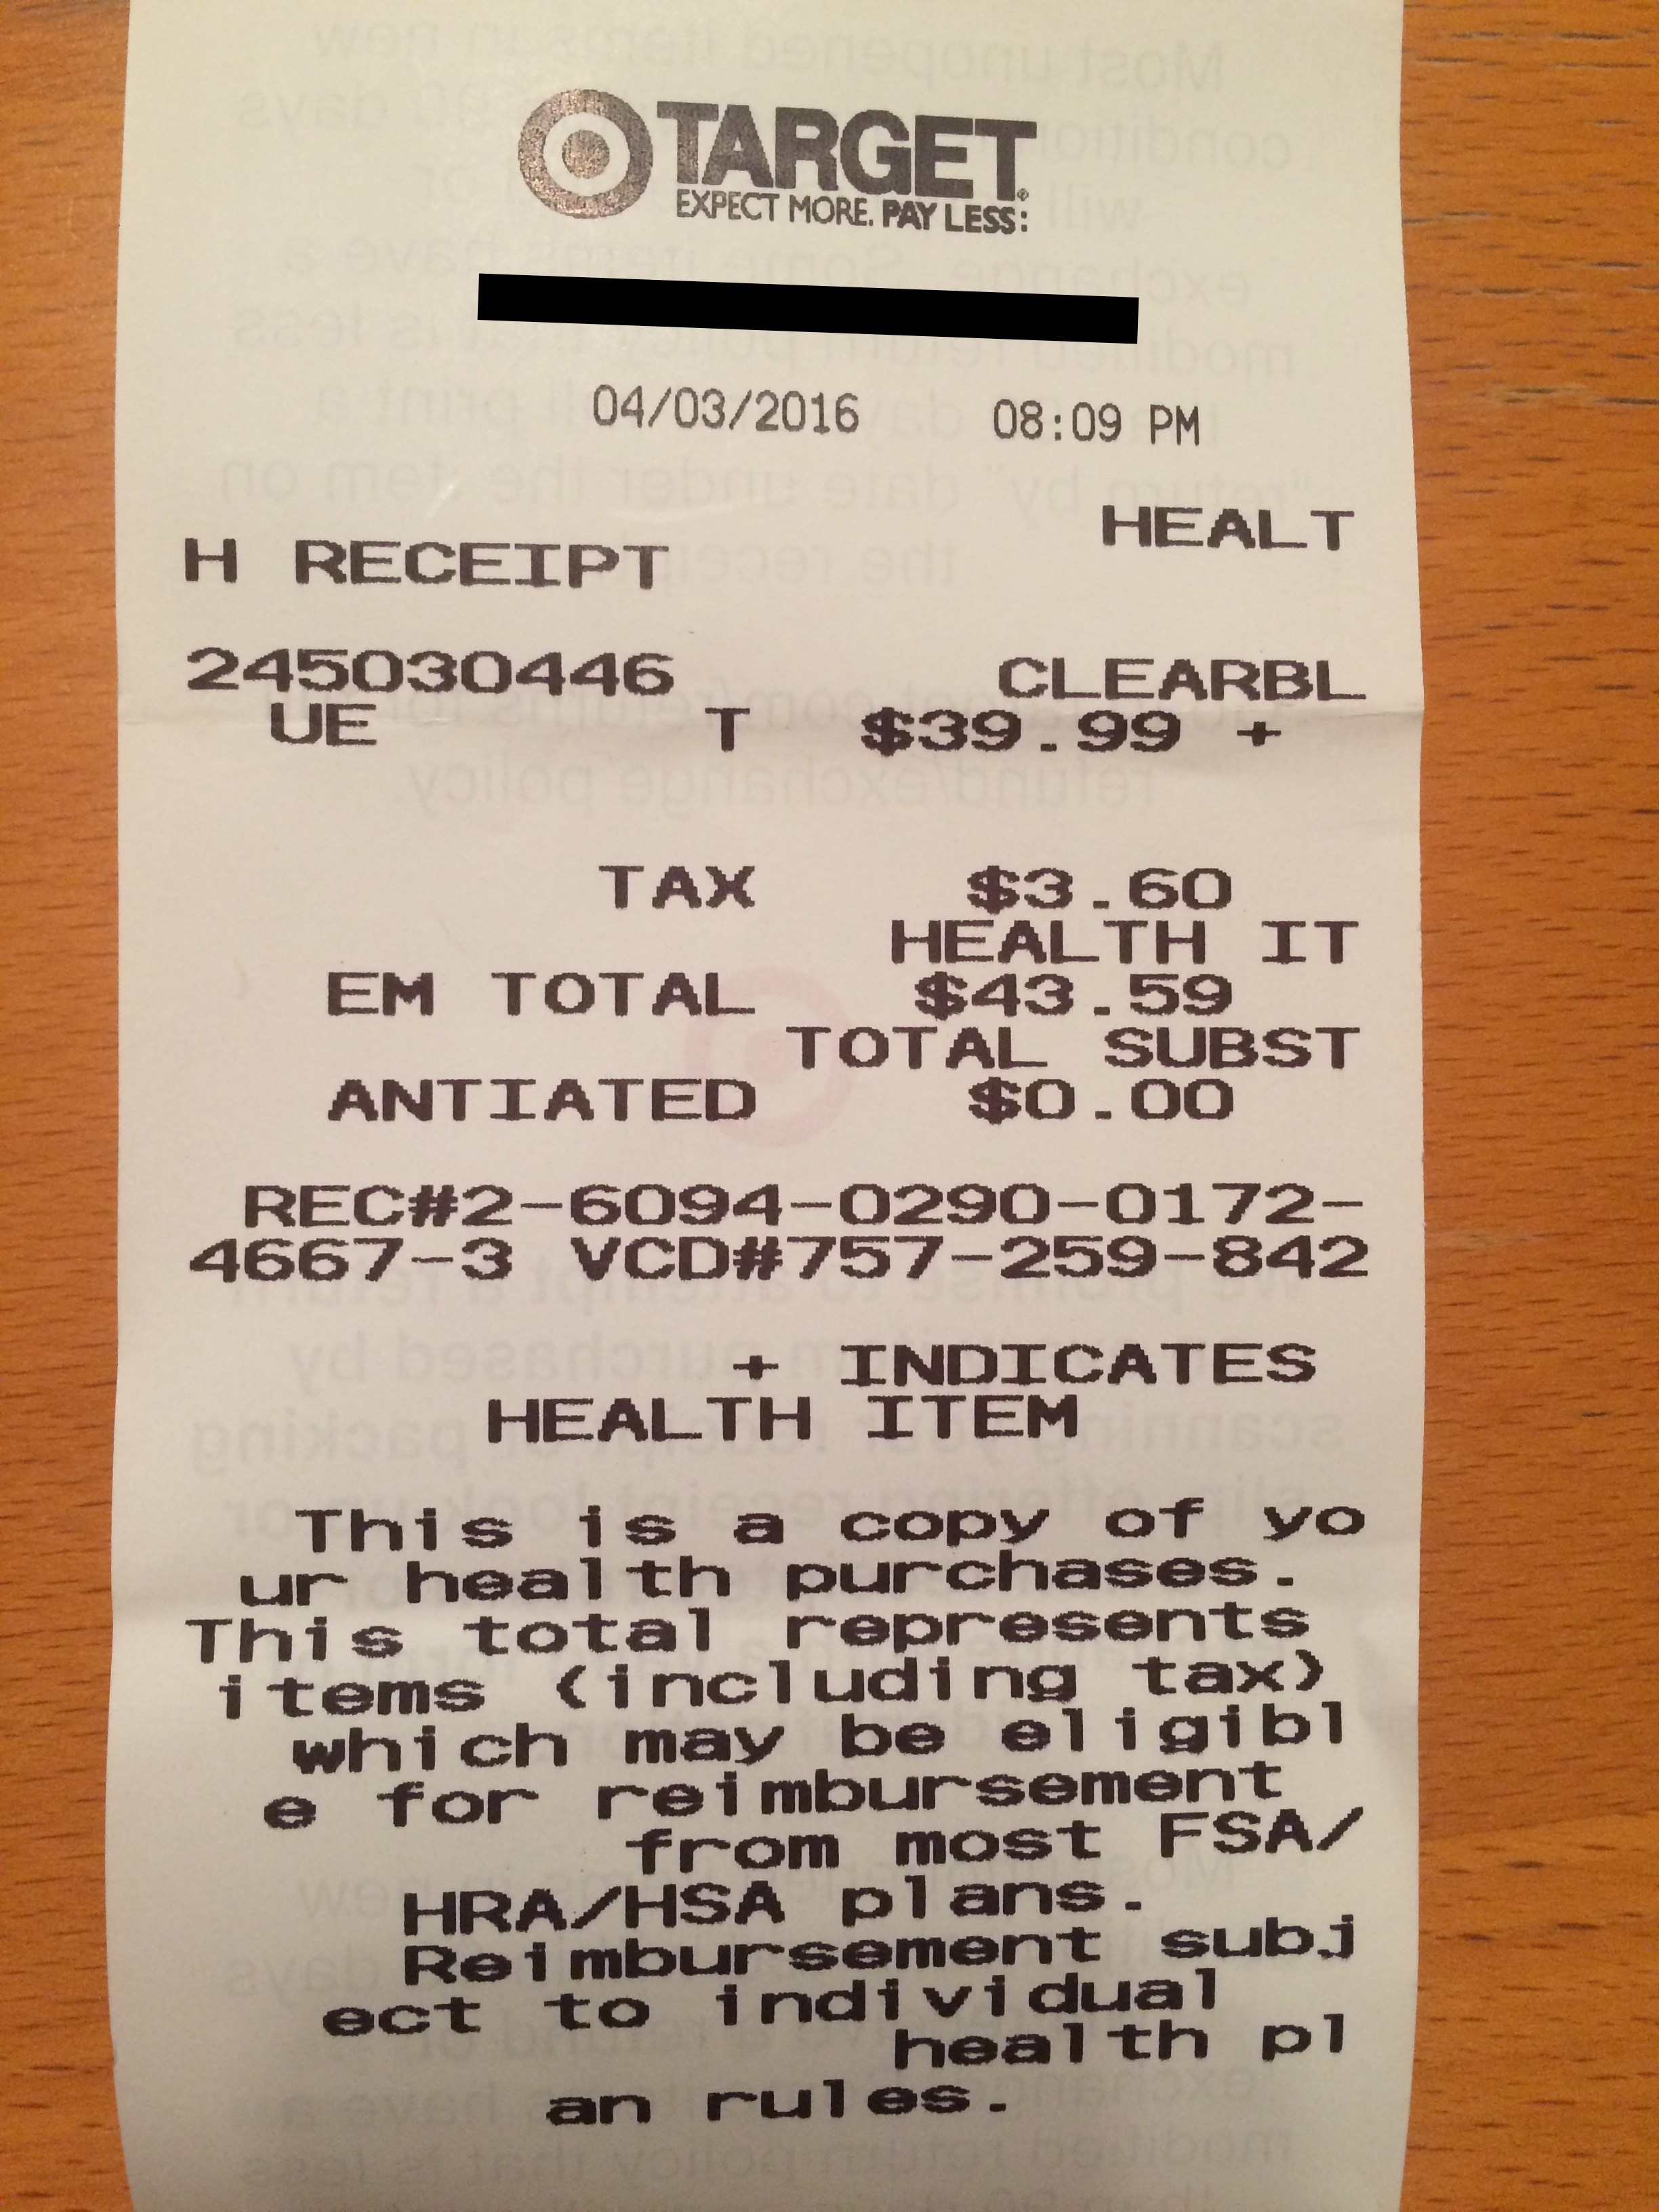 TARGET
EXPECT MORE. PAY LESS.
04/03/2016 08:09 PM
HEALT
H RECEIPT
245030446 CLEARBL
UE T $39.99 +
TAX $3.60
HEALTH IT
EM TOTAL $43.59
TOTAL SUBST
ANTIATED $0.00
REC#2-6094-0290-0172-
4667-3 VCD#757-259-842
+ INDICATES
HEALTH ITEM
This is a copy of yo
ur health purchases.
This total represents
items (including tax)
which may be eligibl
e for reimbursement
from most FSA/
HRA/HSA plans.
Reimbursement subj
ect to individual
health pl
an rules.